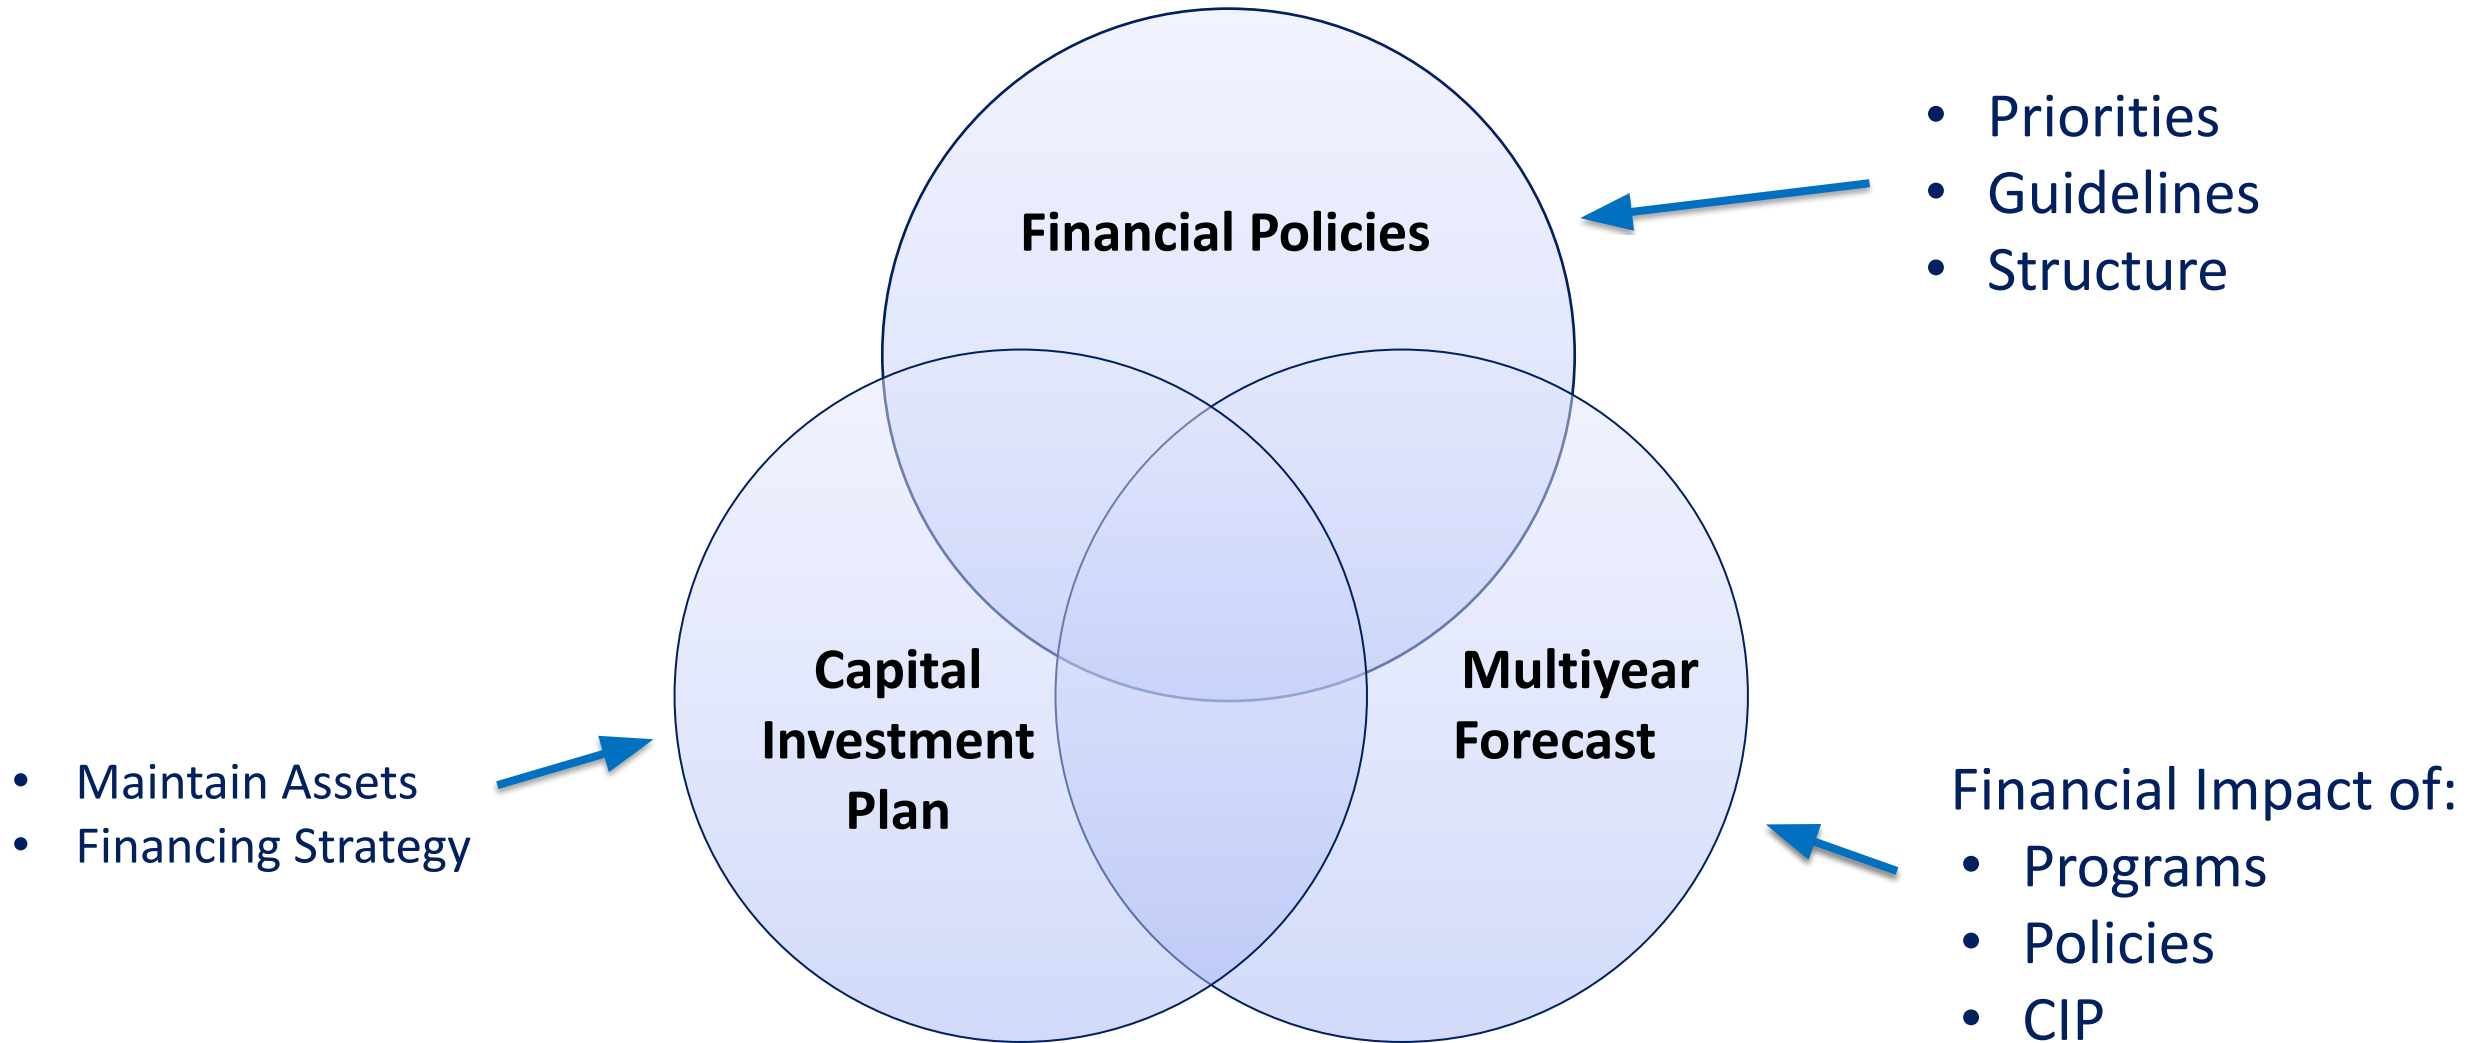 Financial Policies
• Priorities
• Guidelines
• Structure
Capital
Investment
Plan
Multiyear
Forecast
• Maintain Assets
• Financing Strategy
Financial Impact of:
• Programs
• Policies
• CIP